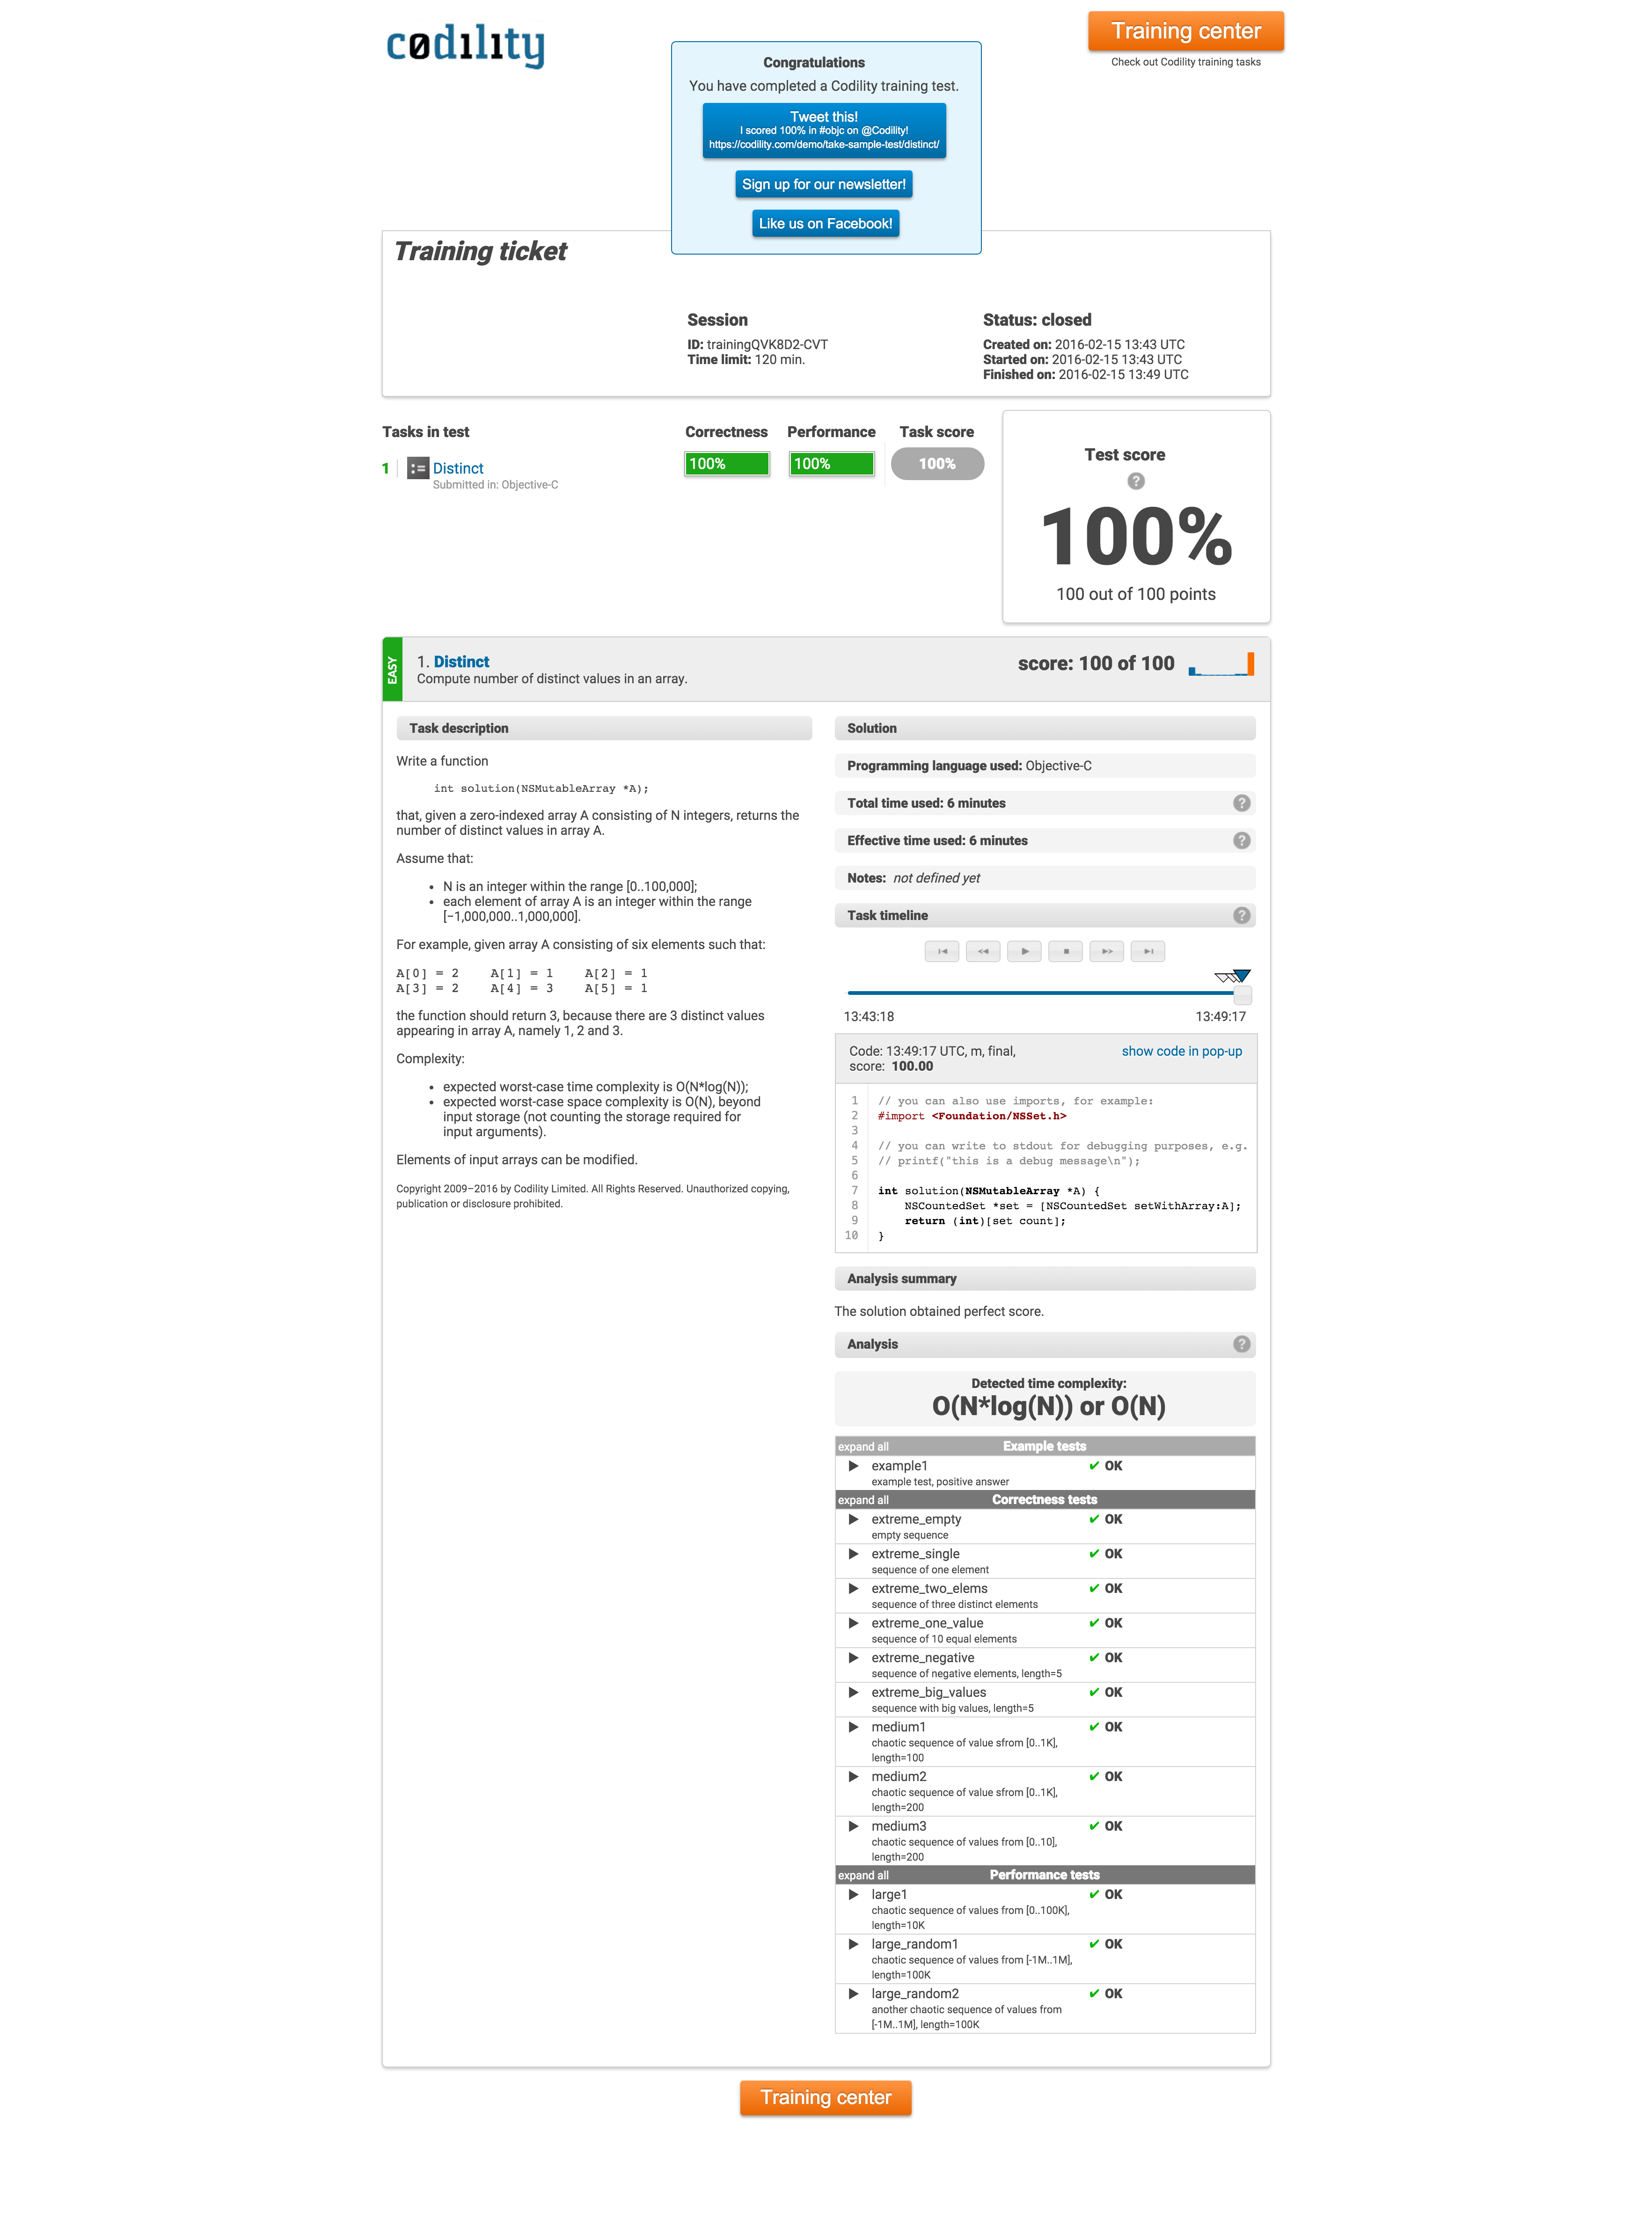 codility
Training center
Check out Codility training tasks
Congratulations
You have completed a Codility training test.
Tweet this!
I scored 100% in #objc on @Codility!
https://codility.com/demo/take-sample-test/distinct/
Sign up for our newsletter!
Like us on Facebook!
Training ticket
Session
ID: trainingQVK8D2-CVT
Time limit: 120 min.
Status: closed
Created on: 2016-02-15 13:43 UTC
Started on: 2016-02-15 13:43 UTC
Finished on: 2016-02-15 13:49 UTC
Tasks in test Correctness Performance Task score
1 Distinct 100% 100% 100%
Submitted in: Objective-C
Test score
?
100%
100 out of 100 points
EASY
1. Distinct
Compute number of distinct values in an array.
score: 100 of 100
Task description
Write a function
int solution(NSMutableArray *A);
that, given a zero-indexed array A consisting of N integers, returns the
number of distinct values in array A.
Assume that:
• N is an integer within the range [0..100,000];
• each element of array A is an integer within the range
[−1,000,000..1,000,000].
For example, given array A consisting of six elements such that:
A[0] = 2 A[1] = 1 A[2] = 1
A[3] = 2 A[4] = 3 A[5] = 1
the function should return 3, because there are 3 distinct values
appearing in array A, namely 1, 2 and 3.
Complexity:
• expected worst-case time complexity is O(N*log(N));
• expected worst-case space complexity is O(N), beyond
input storage (not counting the storage required for
input arguments).
Elements of input arrays can be modified.
Copyright 2009–2016 by Codility Limited. All Rights Reserved. Unauthorized copying,
publication or disclosure prohibited.
Solution
Programming language used: Objective-C
Total time used: 6 minutes ?
Effective time used: 6 minutes ?
Notes: not defined yet
Task timeline ?
13:43:18 13:49:17
Code: 13:49:17 UTC, m, final,
score: 100.00
show code in pop-up
1 // you can also use imports, for example:
2 #import <Foundation/NSSet.h>
3
4 // you can write to stdout for debugging purposes, e.g.
5 // printf("this is a debug message\n");
6
7 int solution(NSMutableArray *A) {
8 NSCountedSet *set = [NSCountedSet setWithArray:A];
9 return (int)[set count];
10 }
Analysis summary
The solution obtained perfect score.
Analysis ?
Detected time complexity:
O(N*log(N)) or O(N)
expand all Example tests
example1 ✔ OK
example test, positive answer
expand all Correctness tests
extreme_empty ✔ OK
empty sequence
extreme_single ✔ OK
sequence of one element
extreme_two_elems ✔ OK
sequence of three distinct elements
extreme_one_value ✔ OK
sequence of 10 equal elements
extreme_negative ✔ OK
sequence of negative elements, length=5
extreme_big_values ✔ OK
sequence with big values, length=5
medium1 ✔ OK
chaotic sequence of value sfrom [0..1K],
length=100
medium2 ✔ OK
chaotic sequence of value sfrom [0..1K],
length=200
medium3 ✔ OK
chaotic sequence of values from [0..10],
length=200
expand all Performance tests
large1 ✔ OK
chaotic sequence of values from [0..100K],
length=10K
large_random1 ✔ OK
chaotic sequence of values from [-1M..1M],
length=100K
large_random2 ✔ OK
another chaotic sequence of values from
[-1M..1M], length=100K
Training center